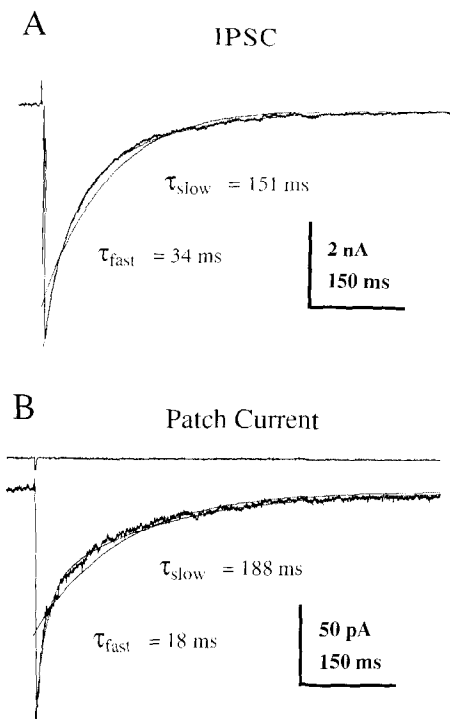 A
IPSC
τslow = 151 ms
τfast = 34 ms
2 nA
150 ms
B
Patch Current
τslow = 188 ms
τfast = 18 ms
50 pA
150 ms